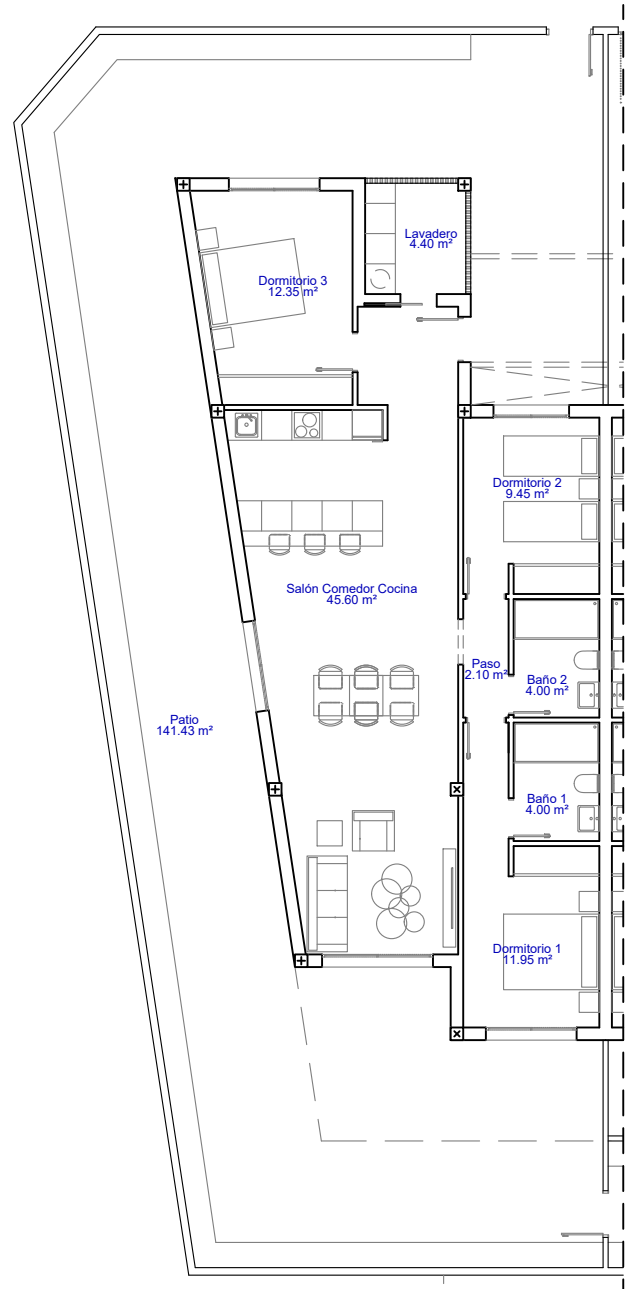 Lavadero
4.40 m²
Dormitorio 3
12.35 m²
Dormitorio 2
9.45 m²
Salón Comedor Cocina
45.60 m²
Paso
2.10 m²
Baño 2
4.00 m²
Patio
141.43 m²
Baño 1
4.00 m²
Dormitorio 1
11.95 m²